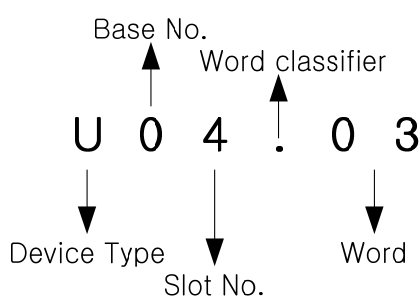 Base No.
Word classifier
U 0 4 . 0 3
Device Type
Word
Slot No.